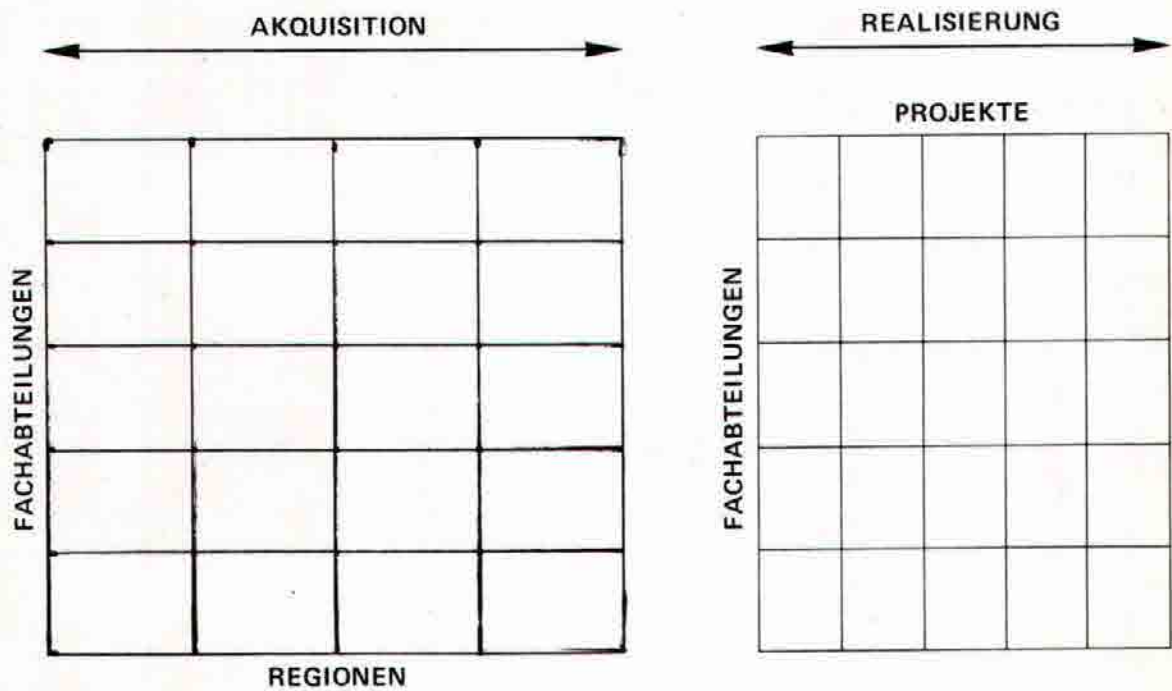 AKQUISITION
FACHABTEILUNGEN
REGIONEN
REALISIERUNG
PROJEKTE
FACHABTEILUNGEN